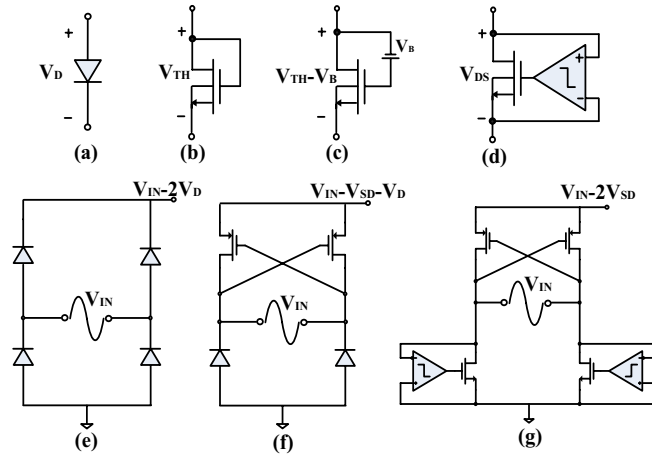 +
V_D
−
(a)
+
V_TH
−
(b)
+
V_B
V_TH-V_B
−
(c)
+
V_DS
−
+
−
(d)
V_IN-2V_D
V_IN
(e)
V_IN-V_SD-V_D
V_IN
(f)
V_IN-2V_SD
V_IN
−
+
−
+
(g)